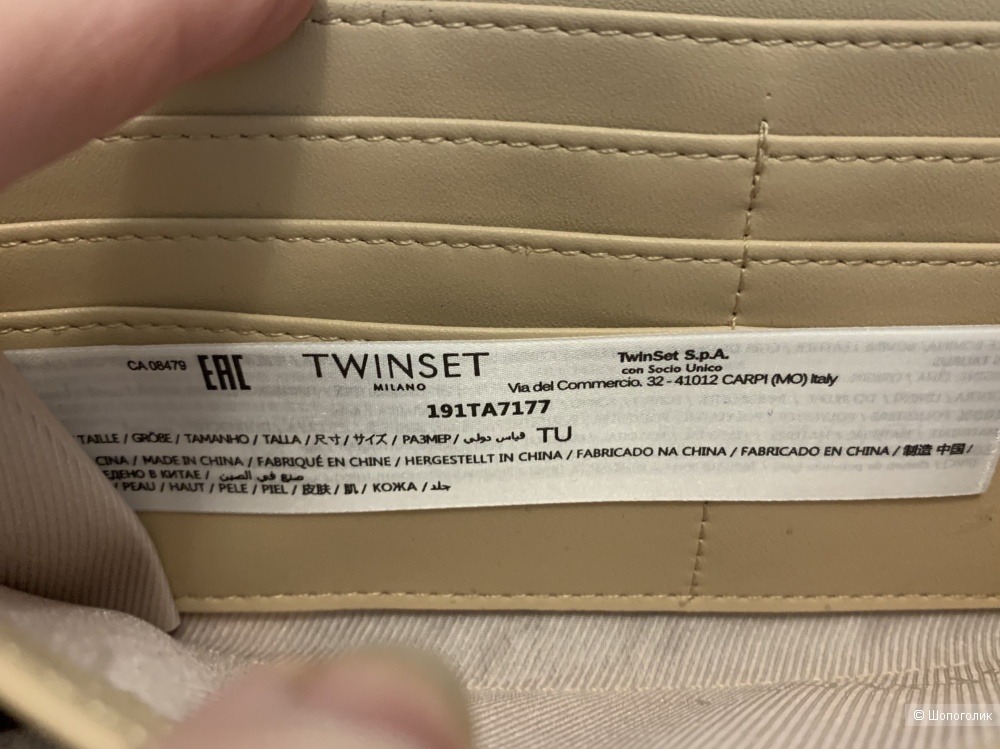 CA 08479 EAC TWINSET
MILANO
TwinSet S.p.A.
con Socio Unico
Via del Commercio. 32 - 41012 CARPI (MO) Italy
191TA7177
TAILLE / GRÖBE / TAMANHO / TALLA / 尺寸 / サイズ / РАЗМЕР / قياس دولي TU
CINA / MADE IN CHINA / FABRIQUÉ EN CHINE / HERGESTELLT IN CHINA / FABRICADO NA CHINA / FABRICADO EN CHINA / 制造 中国 /
В КИТАЕ / صنع في الصين
/ PEAU / HAUT / PELE / PIEL / 皮肤 / 肌 / КОЖА / جلد
© Шопоголик